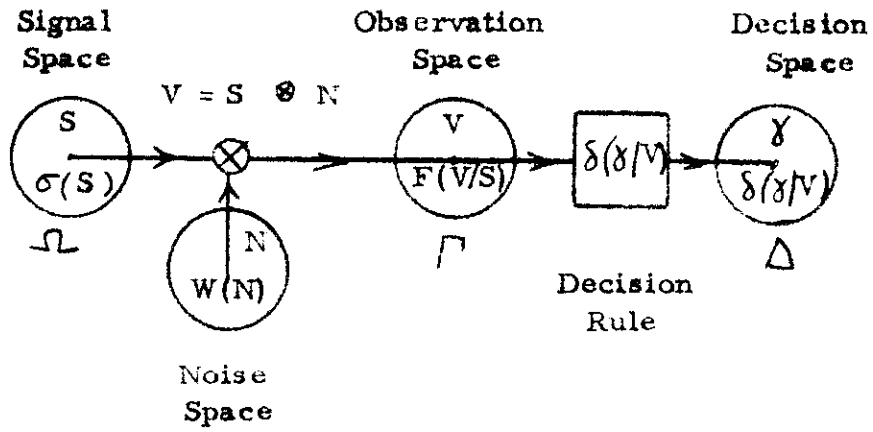 Signal
Space
Observation
Space
Decision
Space
V = S ⊗ N
S
σ(S)
Ω
N
W(N)
Noise
Space
V
F(V/S)
Γ
δ(γ/V)
Decision
Rule
γ
δ(γ/V)
Δ